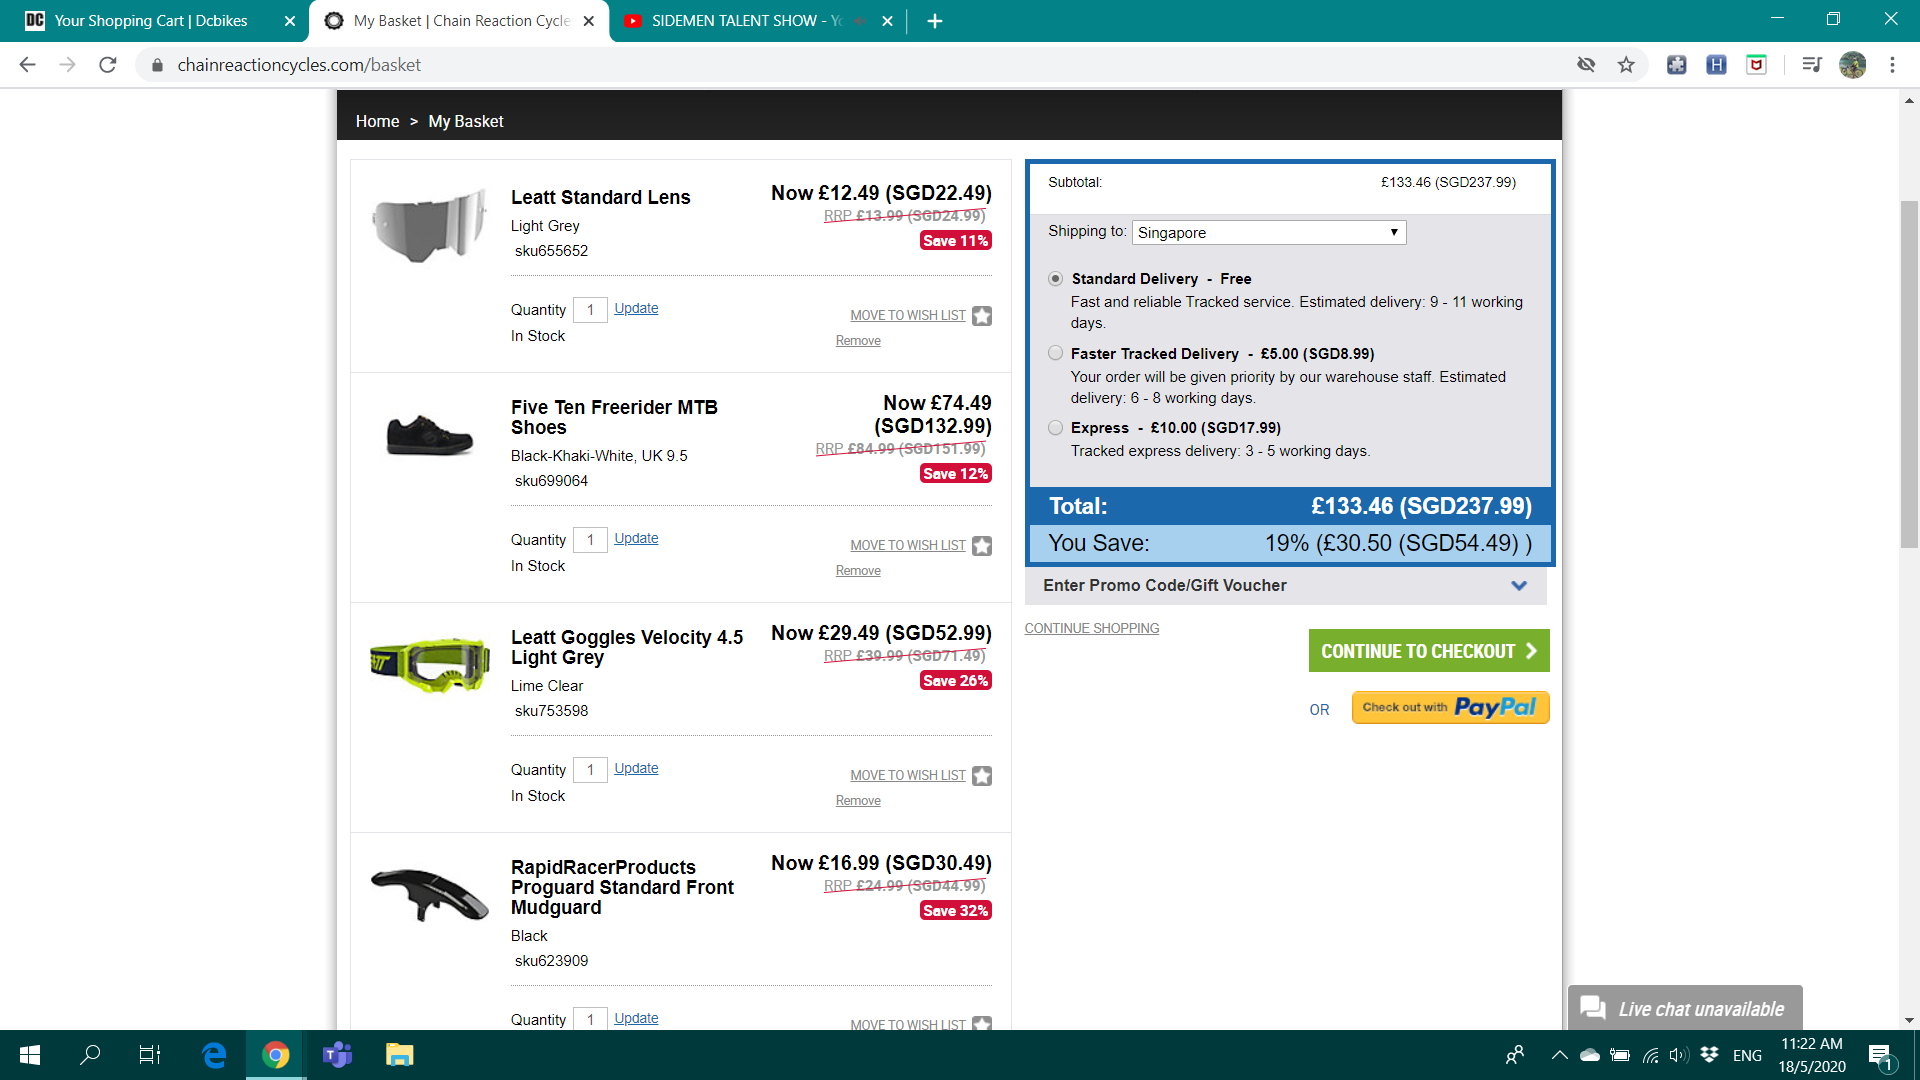 DC Your Shopping Cart | Dcbikes
My Basket | Chain Reaction Cycle
SIDEMEN TALENT SHOW - Yo
chainreactioncycles.com/basket
H
Home > My Basket
Leatt Standard Lens
Light Grey
sku655652
Now £12.49 (SGD22.49)
RRP £13.99 (SGD24.99)
Save 11%
Quantity 1 Update
In Stock
MOVE TO WISH LIST
Remove
Five Ten Freerider MTB
Shoes
Black-Khaki-White, UK 9.5
sku699064
Now £74.49
(SGD132.99)
RRP £84.99 (SGD151.99)
Save 12%
Quantity 1 Update
In Stock
MOVE TO WISH LIST
Remove
Leatt Goggles Velocity 4.5
Light Grey
Lime Clear
sku753598
Now £29.49 (SGD52.99)
RRP £39.99 (SGD71.49)
Save 26%
Quantity 1 Update
In Stock
MOVE TO WISH LIST
Remove
RapidRacerProducts
Proguard Standard Front
Mudguard
Black
sku623909
Now £16.99 (SGD30.49)
RRP £24.99 (SGD44.99)
Save 32%
Quantity 1 Update
MOVE TO WISH LIST
Subtotal: £133.46 (SGD237.99)
Shipping to: Singapore
Standard Delivery - Free
Fast and reliable Tracked service. Estimated delivery: 9 - 11 working
days.
Faster Tracked Delivery - £5.00 (SGD8.99)
Your order will be given priority by our warehouse staff. Estimated
delivery: 6 - 8 working days.
Express - £10.00 (SGD17.99)
Tracked express delivery: 3 - 5 working days.
Total: £133.46 (SGD237.99)
You Save: 19% (£30.50 (SGD54.49) )
Enter Promo Code/Gift Voucher
CONTINUE SHOPPING
CONTINUE TO CHECKOUT
OR
Check out with PayPal
Live chat unavailable
ENG
11:22 AM
18/5/2020
1